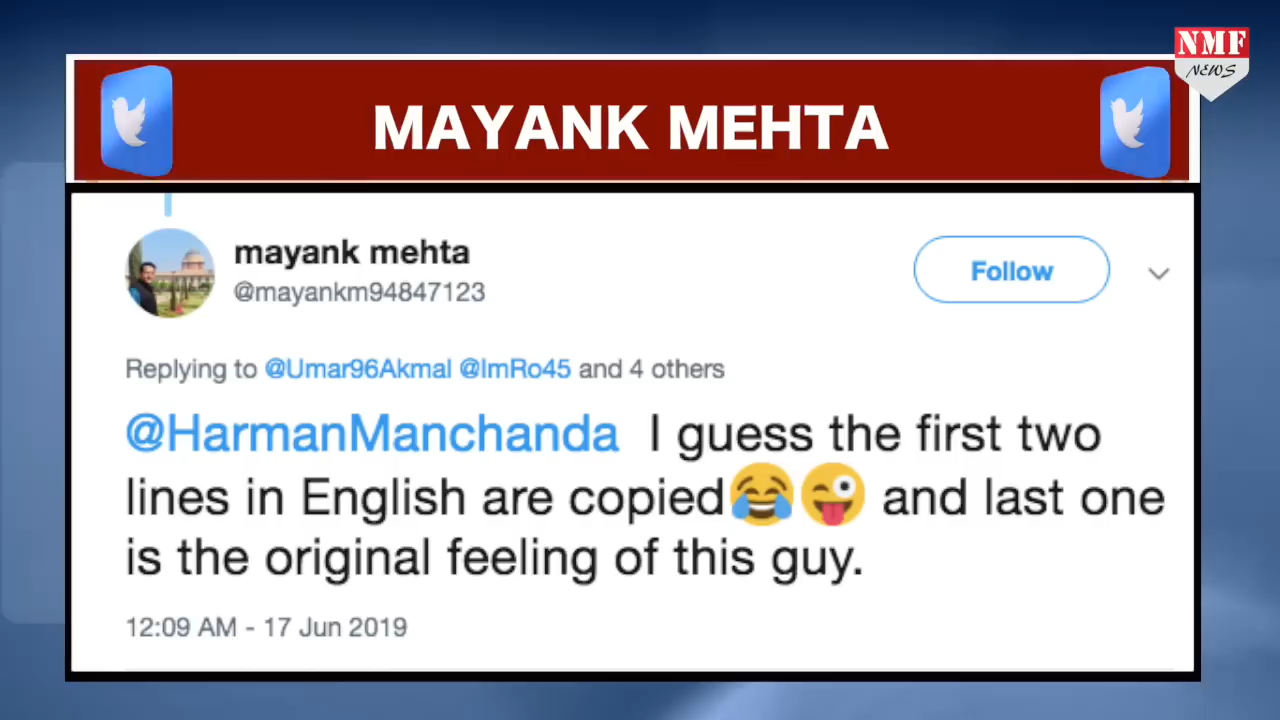 NMF
NEWS
MAYANK MEHTA
mayank mehta
@mayankm94847123
Follow
Replying to @Umar96Akmal @ImRo45 and 4 others
@HarmanManchanda I guess the first two
lines in English are copied😂😜 and last one
is the original feeling of this guy.
12:09 AM - 17 Jun 2019